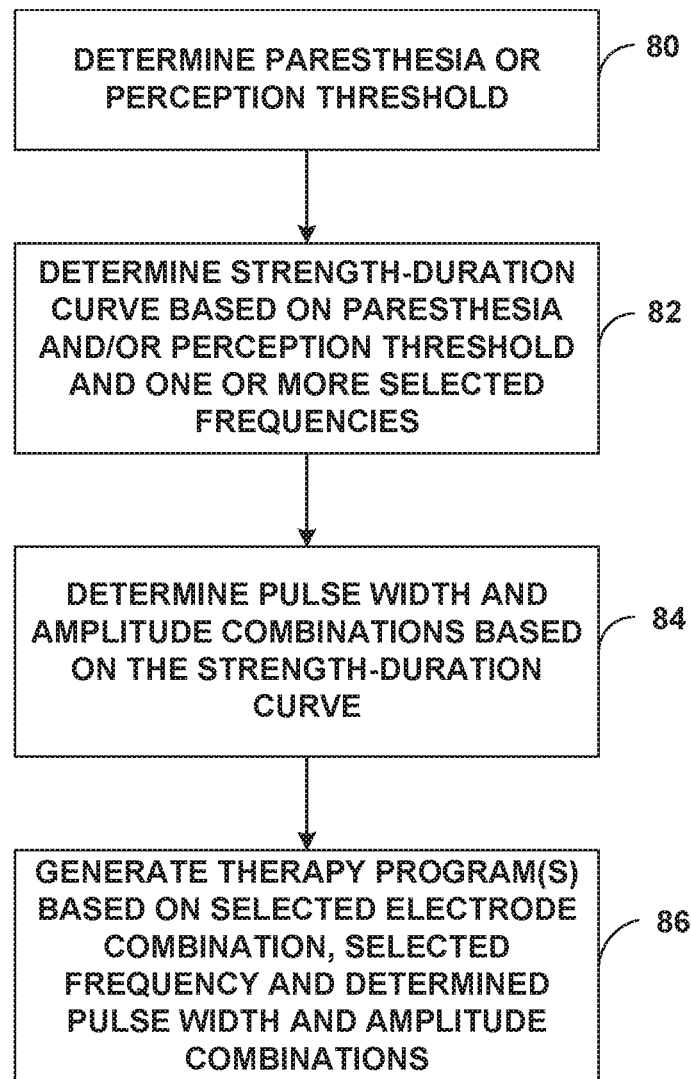 DETERMINE PARESTHESIA OR
PERCEPTION THRESHOLD
80
DETERMINE STRENGTH-DURATION
CURVE BASED ON PARESTHESIA
AND/OR PERCEPTION THRESHOLD
AND ONE OR MORE SELECTED
FREQUENCIES
82
DETERMINE PULSE WIDTH AND
AMPLITUDE COMBINATIONS BASED
ON THE STRENGTH-DURATION
CURVE
84
GENERATE THERAPY PROGRAM(S)
BASED ON SELECTED ELECTRODE
COMBINATION, SELECTED
FREQUENCY AND DETERMINED
PULSE WIDTH AND AMPLITUDE
COMBINATIONS
86